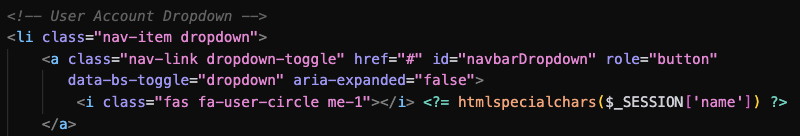 <!-- User Account Dropdown -->
<li class="nav-item dropdown">
<a class="nav-link dropdown-toggle" href="#" id="navbarDropdown" role="button"
data-bs-toggle="dropdown" aria-expanded="false">
<i class="fas fa-user-circle me-1"></i> <?= htmlspecialchars($_SESSION['name']) ?>
</a>